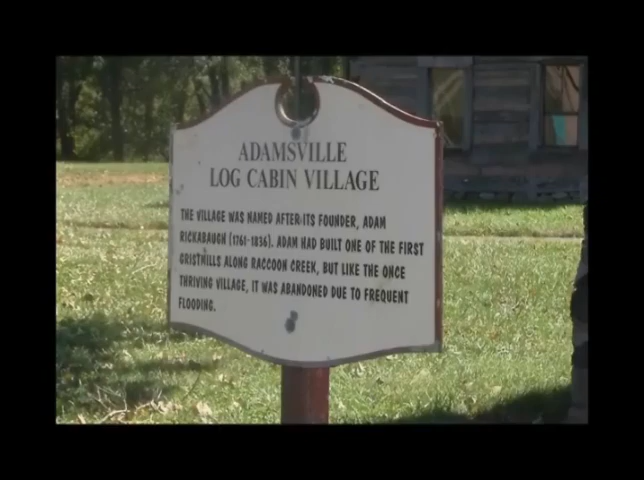 ADAMSVILLE
LOG CABIN VILLAGE
THE VILLAGE WAS NAMED AFTER ITS FOUNDER, ADAM
RICKABAUGH (1761-1836). ADAM HAD BUILT ONE OF THE FIRST
GRISTMILLS ALONG RACCOON CREEK, BUT LIKE THE ONCE
THRIVING VILLAGE, IT WAS ABANDONED DUE TO FREQUENT
FLOODING.